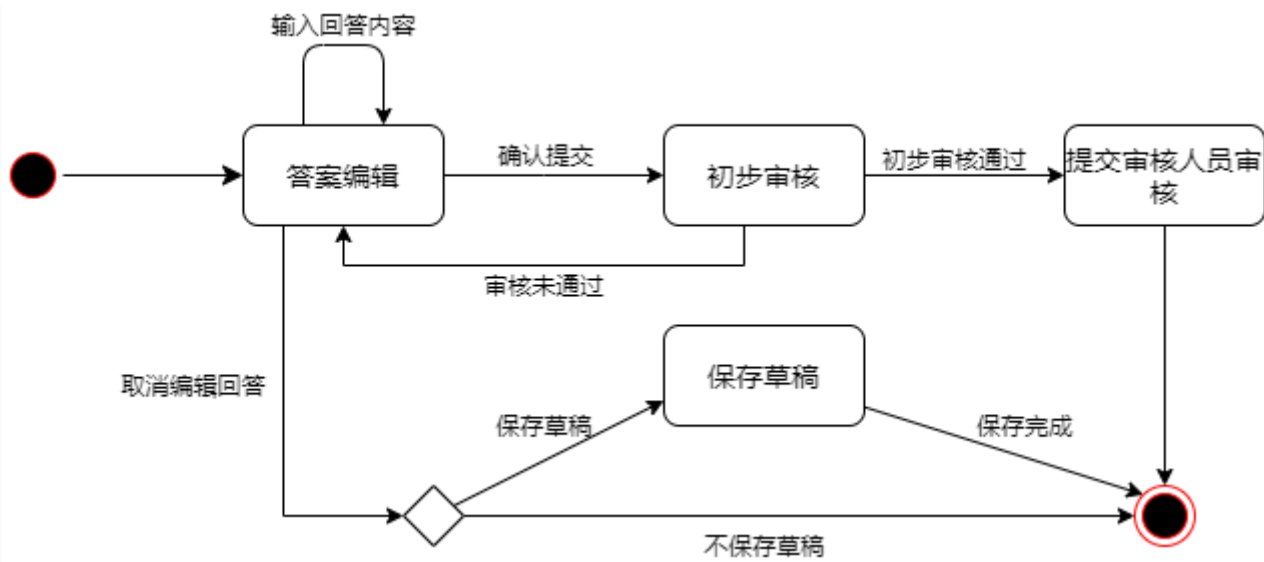 输入回答内容
答案编辑
确认提交
初步审核
初步审核通过
提交审核人员审
核
审核未通过
取消编辑回答
保存草稿
保存草稿
保存完成
不保存草稿